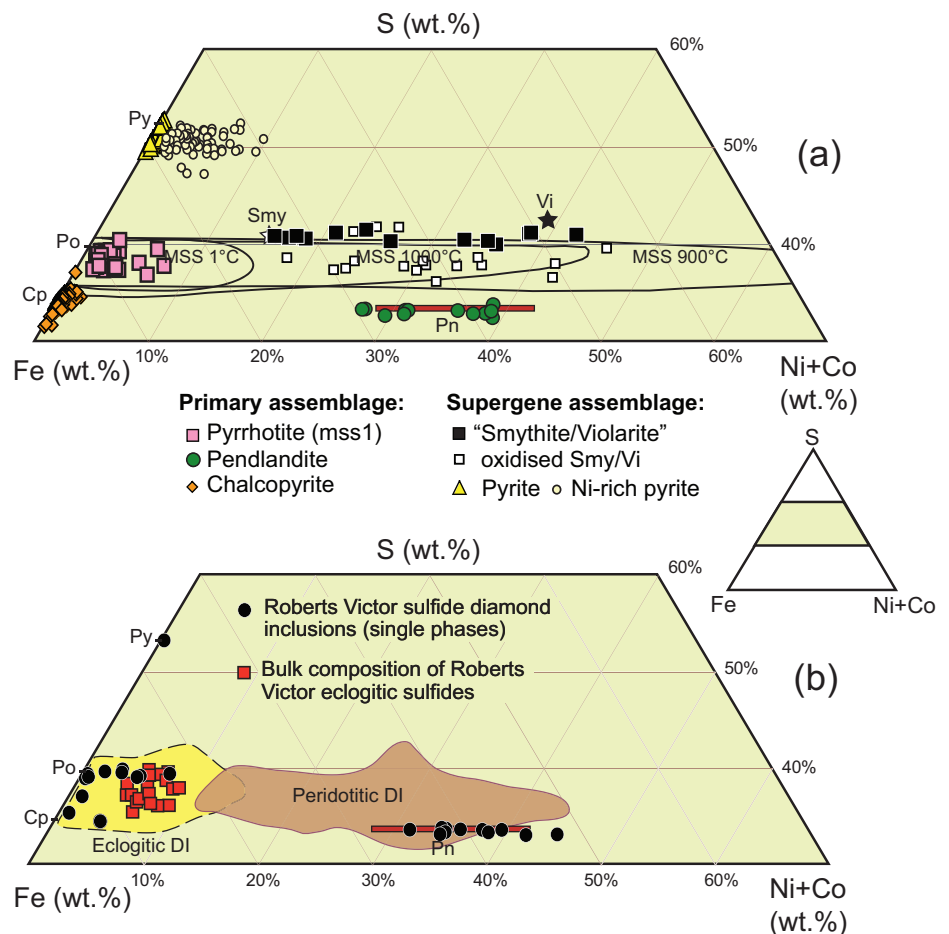 S (wt.%)
60%
Py
50%
(a)
Vi
Smy
Po
40%
MSS 1°C
MSS 1000°C
MSS 900°C
Cp
Pn
10%
20%
30%
40%
50%
60%
Fe (wt.%)
Ni+Co
(wt.%)
Primary assemblage:
Pyrrhotite (mss1)
Pendlandite
Chalcopyrite
Supergene assemblage:
"Smythite/Violarite"
oxidised Smy/Vi
Pyrite
Ni-rich pyrite
S
Fe
Ni+Co
S (wt.%)
60%
Roberts Victor sulfide diamond
inclusions (single phases)
Py
Bulk composition of Roberts
Victor eclogitic sulfides
50%
(b)
Po
40%
Peridotitic DI
Cp
Eclogitic DI
Pn
10%
20%
30%
40%
50%
60%
Fe (wt.%)
Ni+Co
(wt.%)